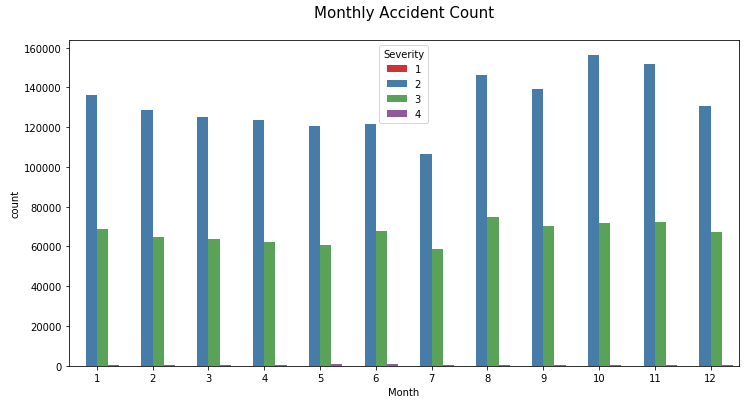 Monthly Accident Count
Severity
1
2
3
4
160000
140000
120000
100000
80000
60000
40000
20000
0
count
1 2 3 4 5 6 7 8 9 10 11 12
Month